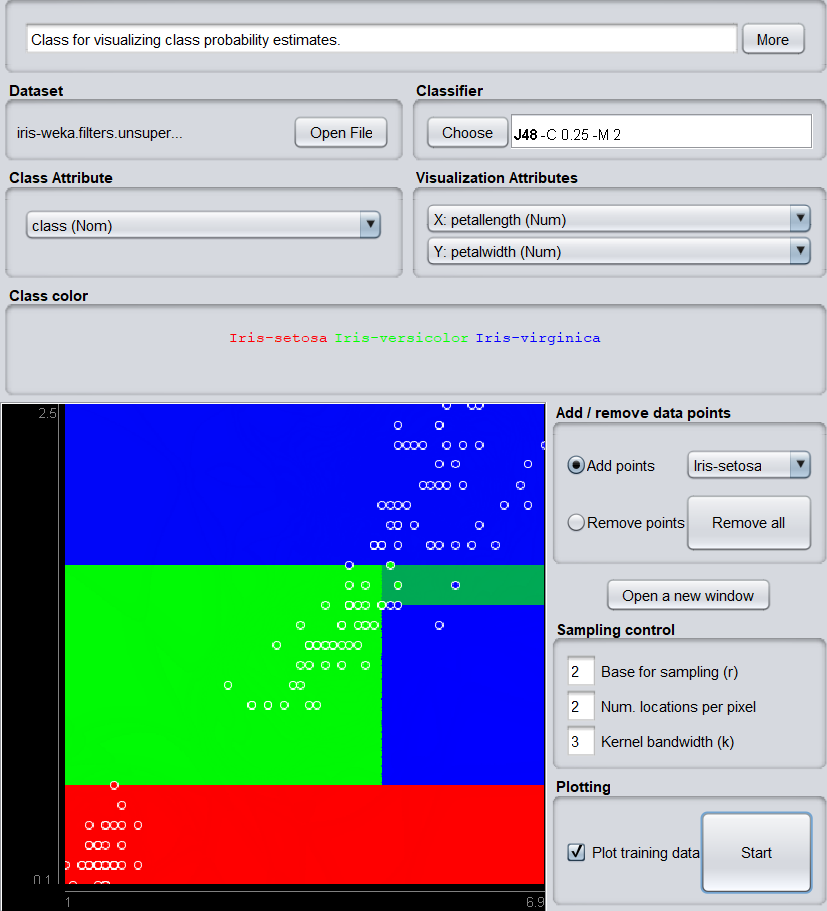 Class for visualizing class probability estimates.
More
Dataset
Classifier
iris-weka.filters.unsuper...
Open File
Choose
J48 -C 0.25 -M 2
Class Attribute
Visualization Attributes
class (Nom)
X: petallength (Num)
Y: petalwidth (Num)
Class color
Iris-setosa Iris-versicolor Iris-virginica
2.5
0.1
1
6.9
Add / remove data points
Add points
Iris-setosa
Remove points
Remove all
Open a new window
Sampling control
2 Base for sampling (r)
2 Num. locations per pixel
3 Kernel bandwidth (k)
Plotting
Plot training data
Start